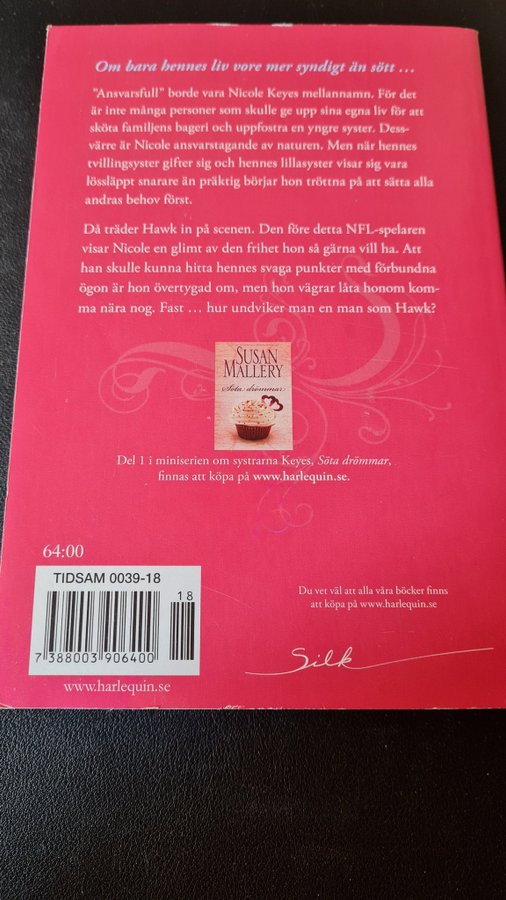 Om bara hennes liv vore mer syndigt än sött ...
"Ansvarsfull" borde vara Nicole Keyes mellannamn. För det
är inte många personer som skulle ge upp sina egna liv för att
sköta familjens bageri och uppfostra en yngre syster. Dess-
värre är Nicole ansvarstagande av naturen. Men när hennes
tvillingsyster gifter sig och hennes lillasyster visar sig vara
lössläppt snarare än präktig börjar hon tröttna på att sätta alla
andras behov först.
Då träder Hawk in på scenen. Den före detta NFL-spelaren
visar Nicole en glimt av den frihet hon så gärna vill ha. Att
han skulle kunna hitta hennes svaga punkter med förbundna
ögon är hon övertygad om, men hon vägrar låta honom kom-
ma nära nog. Fast ... hur undviker man en man som Hawk?
SUSAN
MALLERY
Söta drömmar
Del 1 i miniserien om systrarna Keyes, Söta drömmar,
finnas att köpa på www.harlequin.se.
64:00
TIDSAM 0039-18
18
7 388003 906400
www.harlequin.se
Du vet väl att alla våra böcker finns
att köpa på www.harlequin.se
Silk